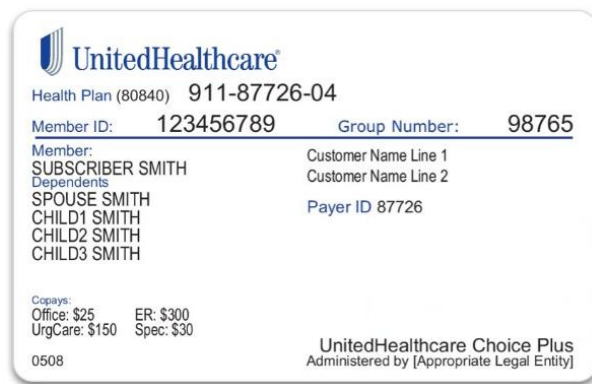 UnitedHealthcare®
Health Plan (80840) 911-87726-04
Member ID: 123456789 Group Number: 98765
Member:
SUBSCRIBER SMITH
Dependents
SPOUSE SMITH
CHILD1 SMITH
CHILD2 SMITH
CHILD3 SMITH
Customer Name Line 1
Customer Name Line 2
Payer ID 87726
Copays:
Office: $25 ER: $300
UrgCare: $150 Spec: $30
UnitedHealthcare Choice Plus
0508 Administered by [Appropriate Legal Entity]